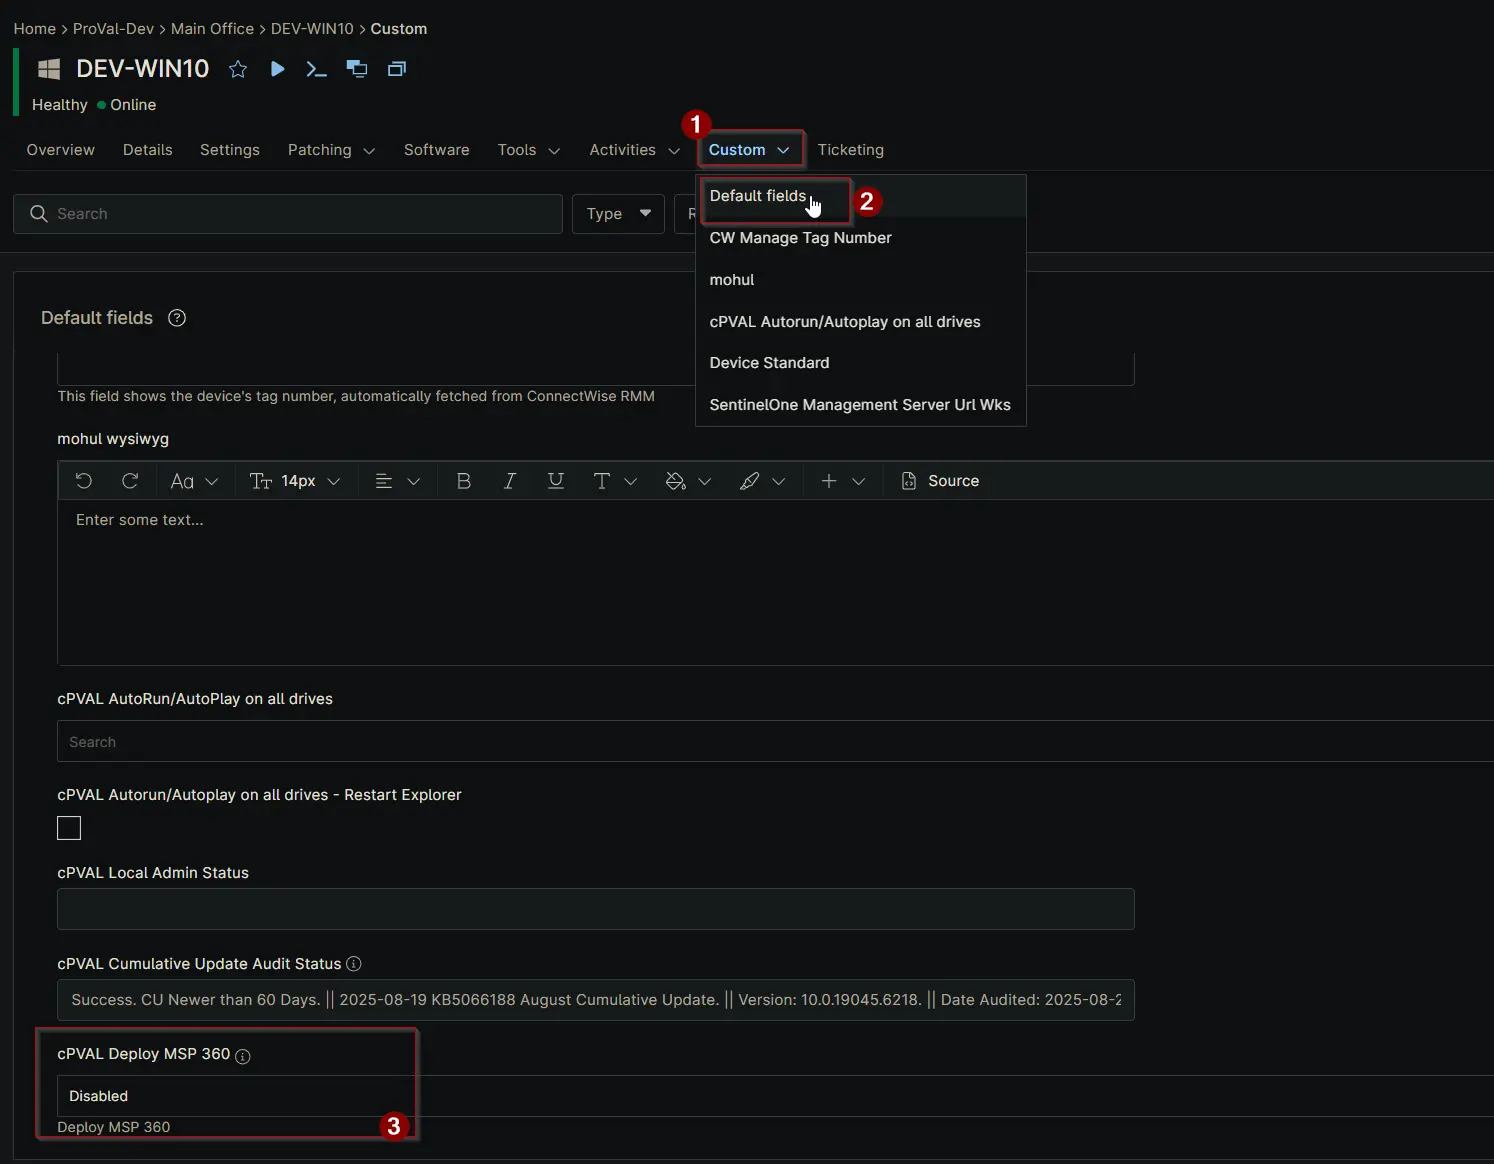 Home > ProVal-Dev > Main Office > DEV-WIN10 > Custom
DEV-WIN10
Healthy Online
1
Overview Details Settings Patching Software Tools Activities Custom Ticketing
Default fields 2
Search Type R
CW Manage Tag Number
mohul
cPVAL Autorun/Autoplay on all drives
Device Standard
SentinelOne Management Server Url Wks
Default fields
This field shows the device's tag number, automatically fetched from ConnectWise RMM
mohul wysiwyg
Aa TT 14px B I U T Source
Enter some text...
cPVAL AutoRun/AutoPlay on all drives
Search
cPVAL Autorun/Autoplay on all drives - Restart Explorer
cPVAL Local Admin Status
cPVAL Cumulative Update Audit Status
Success. CU Newer than 60 Days. || 2025-08-19 KB5066188 August Cumulative Update. || Version: 10.0.19045.6218. || Date Audited: 2025-08-2
cPVAL Deploy MSP 360
Disabled
Deploy MSP 360
3